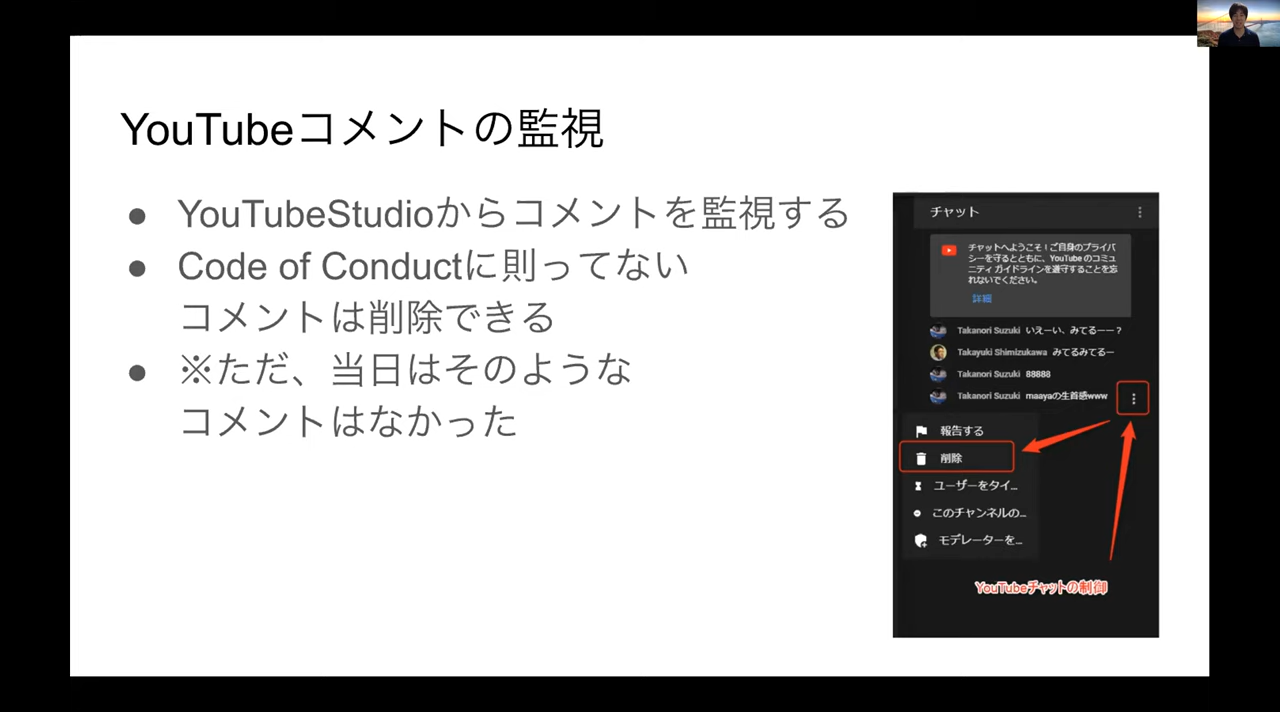 YouTubeコメントの監視
● YouTubeStudioからコメントを監視する
● Code of Conductに則ってない
コメントは削除できる
● ※ただ、当日はそのような
コメントはなかった
チャット
チャットへようこそ！ご自身のプライバ
シーを守るとともに、YouTube のコミュ
ニティ ガイドラインを遵守することを忘
れないでください。
詳細
Takanori Suzuki いえーい、みてるーー？
Takayuki Shimizukawa みてるみてるー
Takanori Suzuki 88888
Takanori Suzuki maayaの生首感www
報告する
削除
ユーザーをタイ...
このチャンネルの...
モデレーターを...
YouTubeチャットの制御